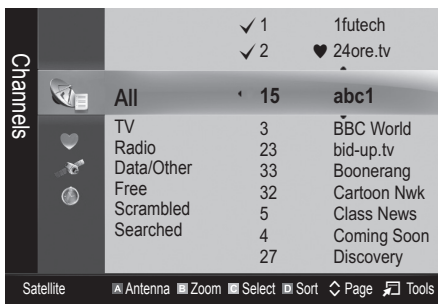 Channels
✓ 1 1futech
✓ 2 ♥ 24ore.tv
All 15 abc1
TV 3 BBC World
Radio 23 bid-up.tv
Data/Other 33 Boonerang
Free 32 Cartoon Nwk
Scrambled 5 Class News
Searched 4 Coming Soon
27 Discovery
Satellite A Antenna B Zoom C Select D Sort Page Tools